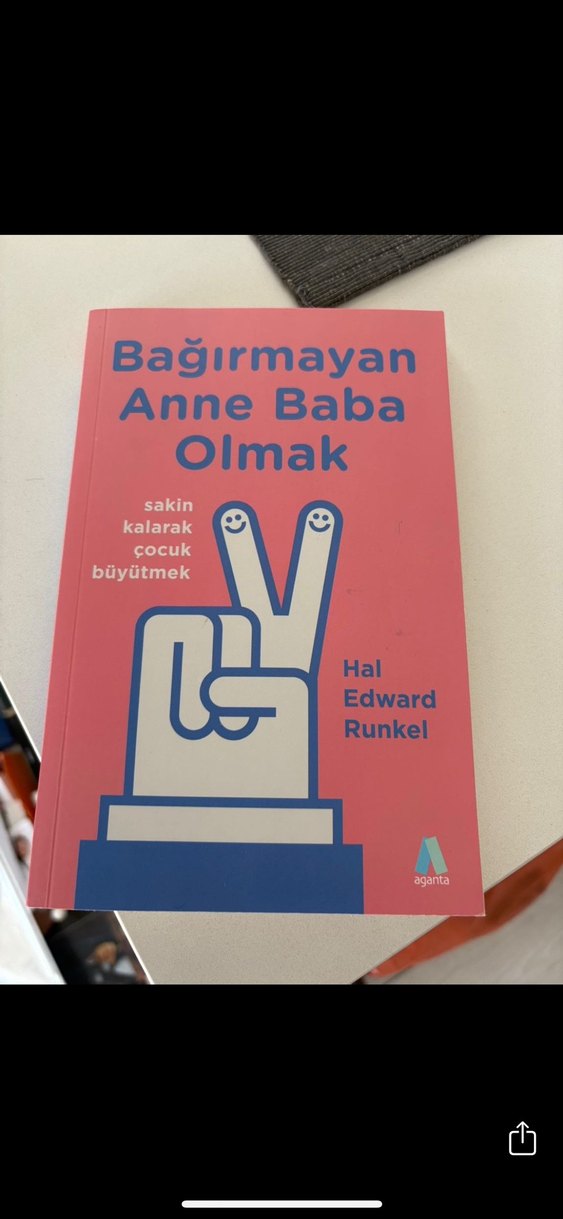 Bağırmayan
Anne Baba
Olmak
sakin
kalarak
çocuk
büyütmek
Hal
Edward
Runkel
aganta